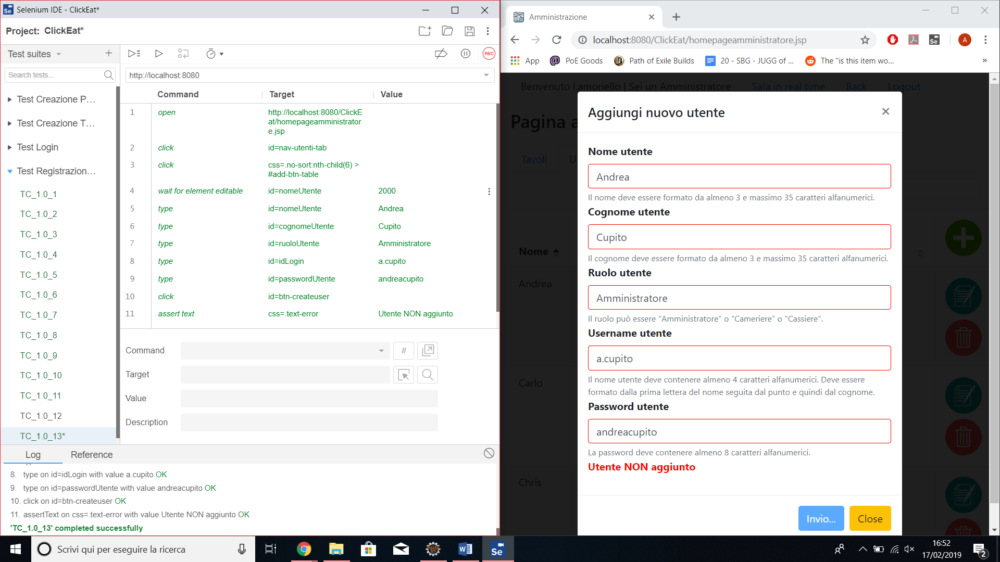 Selenium IDE - ClickEat*
Project: ClickEat*
Test suites
Search tests...
Test Creazione P...
Test Creazione T...
Test Login
Test Registrazion...
TC_1.0_1
TC_1.0_2
TC_1.0_3
TC_1.0_4
TC_1.0_5
TC_1.0_6
TC_1.0_7
TC_1.0_8
TC_1.0_9
TC_1.0_10
TC_1.0_11
TC_1.0_12
TC_1.0_13*
REC
http://localhost:8080
Command Target Value
1 open http://localhost:8080/ClickE
at/homepageamministrator
e.jsp
2 click id=nav-utenti-tab
3 click css=.no-sort:nth-child(6) >
#add-btn-table
4 wait for element editable id=nomeUtente 2000
5 type id=nomeUtente Andrea
6 type id=cognomeUtente Cupito
7 type id=ruoloUtente Amministratore
8 type id=idLogin a.cupito
9 type id=passwordUtente andreacupito
10 click id=btn-createuser
11 assert text css=.text-error Utente NON aggiunto
Command
//
Target
Value
Description
Log Reference
8. type on id=idLogin with value a.cupito OK
9. type on id=passwordUtente with value andreacupito OK
10. click on id=btn-createuser OK
11. assertText on css=.text-error with value Utente NON aggiunto OK
'TC_1.0_13' completed successfully
Amministrazione
localhost:8080/ClickEat/homepageamministratore.jsp
Se
A
App PoE Goods Path of Exile Builds 20 - SBG - JUGG of ... The "is this item wo... »
Benvenuto l.amoriello | Sei un Amministratore Sala in real time Back Logout
Pagina a
Tavoli U
Nome
Andrea
Carlo
Chris
Aggiungi nuovo utente
Nome utente
Andrea
Il nome deve essere formato da almeno 3 e massimo 35 caratteri alfanumerici.
Cognome utente
Cupito
Il cognome deve essere formato da almeno 3 e massimo 35 caratteri alfanumerici.
Ruolo utente
Amministratore
Il ruolo può essere "Amministratore" o "Cameriere" o "Cassiere".
Username utente
a.cupito
Il nome utente deve contenere almeno 4 caratteri alfanumerici. Deve essere
formato dalla prima lettera del nome seguita dal punto e quindi dal cognome.
Password utente
andreacupito
La password deve contenere almeno 8 caratteri alfanumerici.
Utente NON aggiunto
Invio... Close
Scrivi qui per eseguire la ricerca
Se
16:52
17/02/2019
2